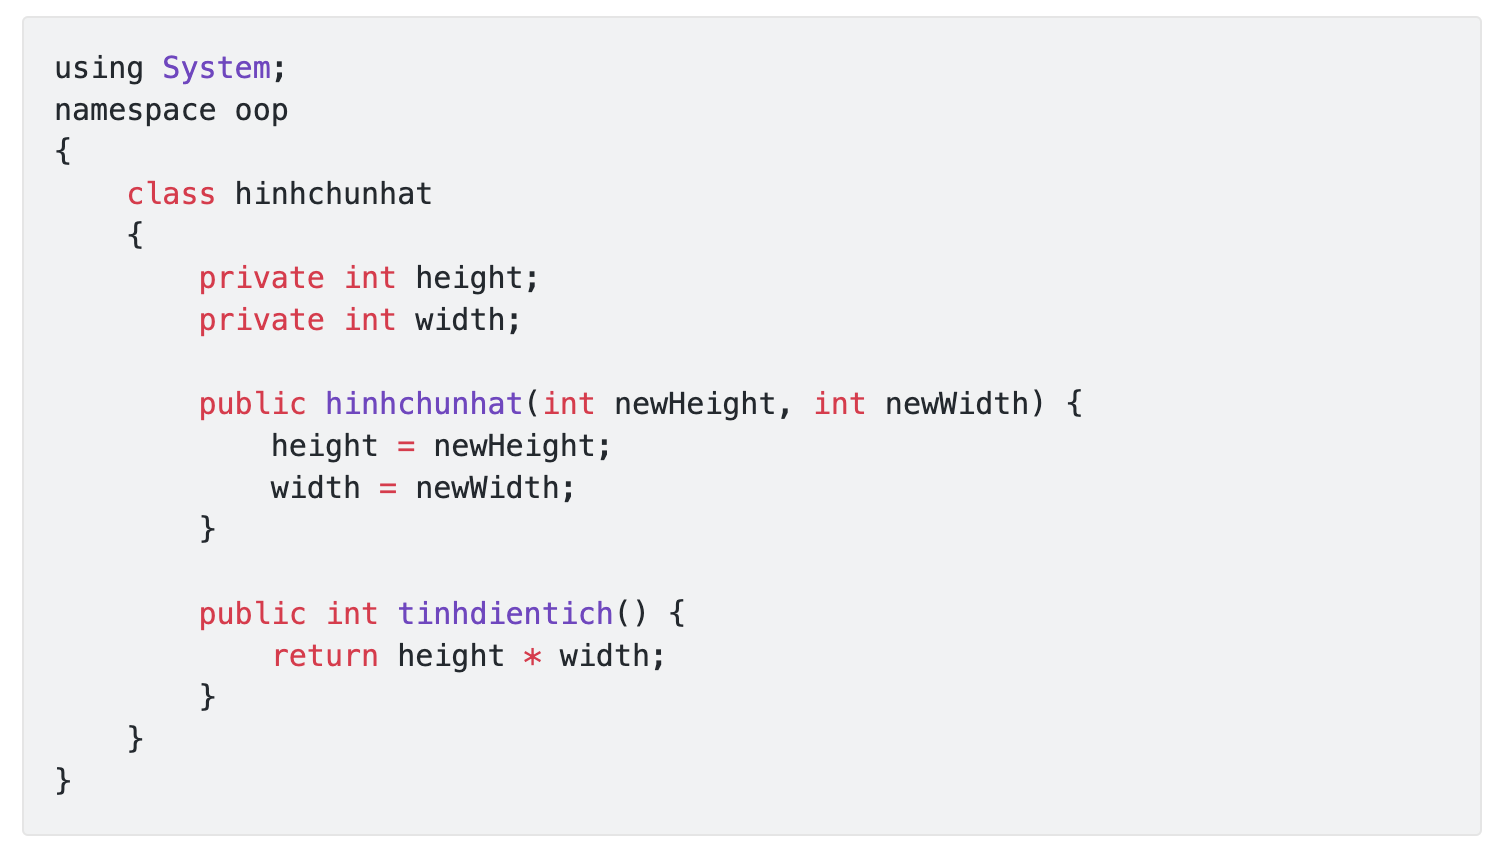 using System;
namespace oop
{
    class hinhchunhat
    {
        private int height;
        private int width;

        public hinhchunhat(int newHeight, int newWidth) {
            height = newHeight;
            width = newWidth;
        }

        public int tinhdientich() {
            return height * width;
        }
    }
}